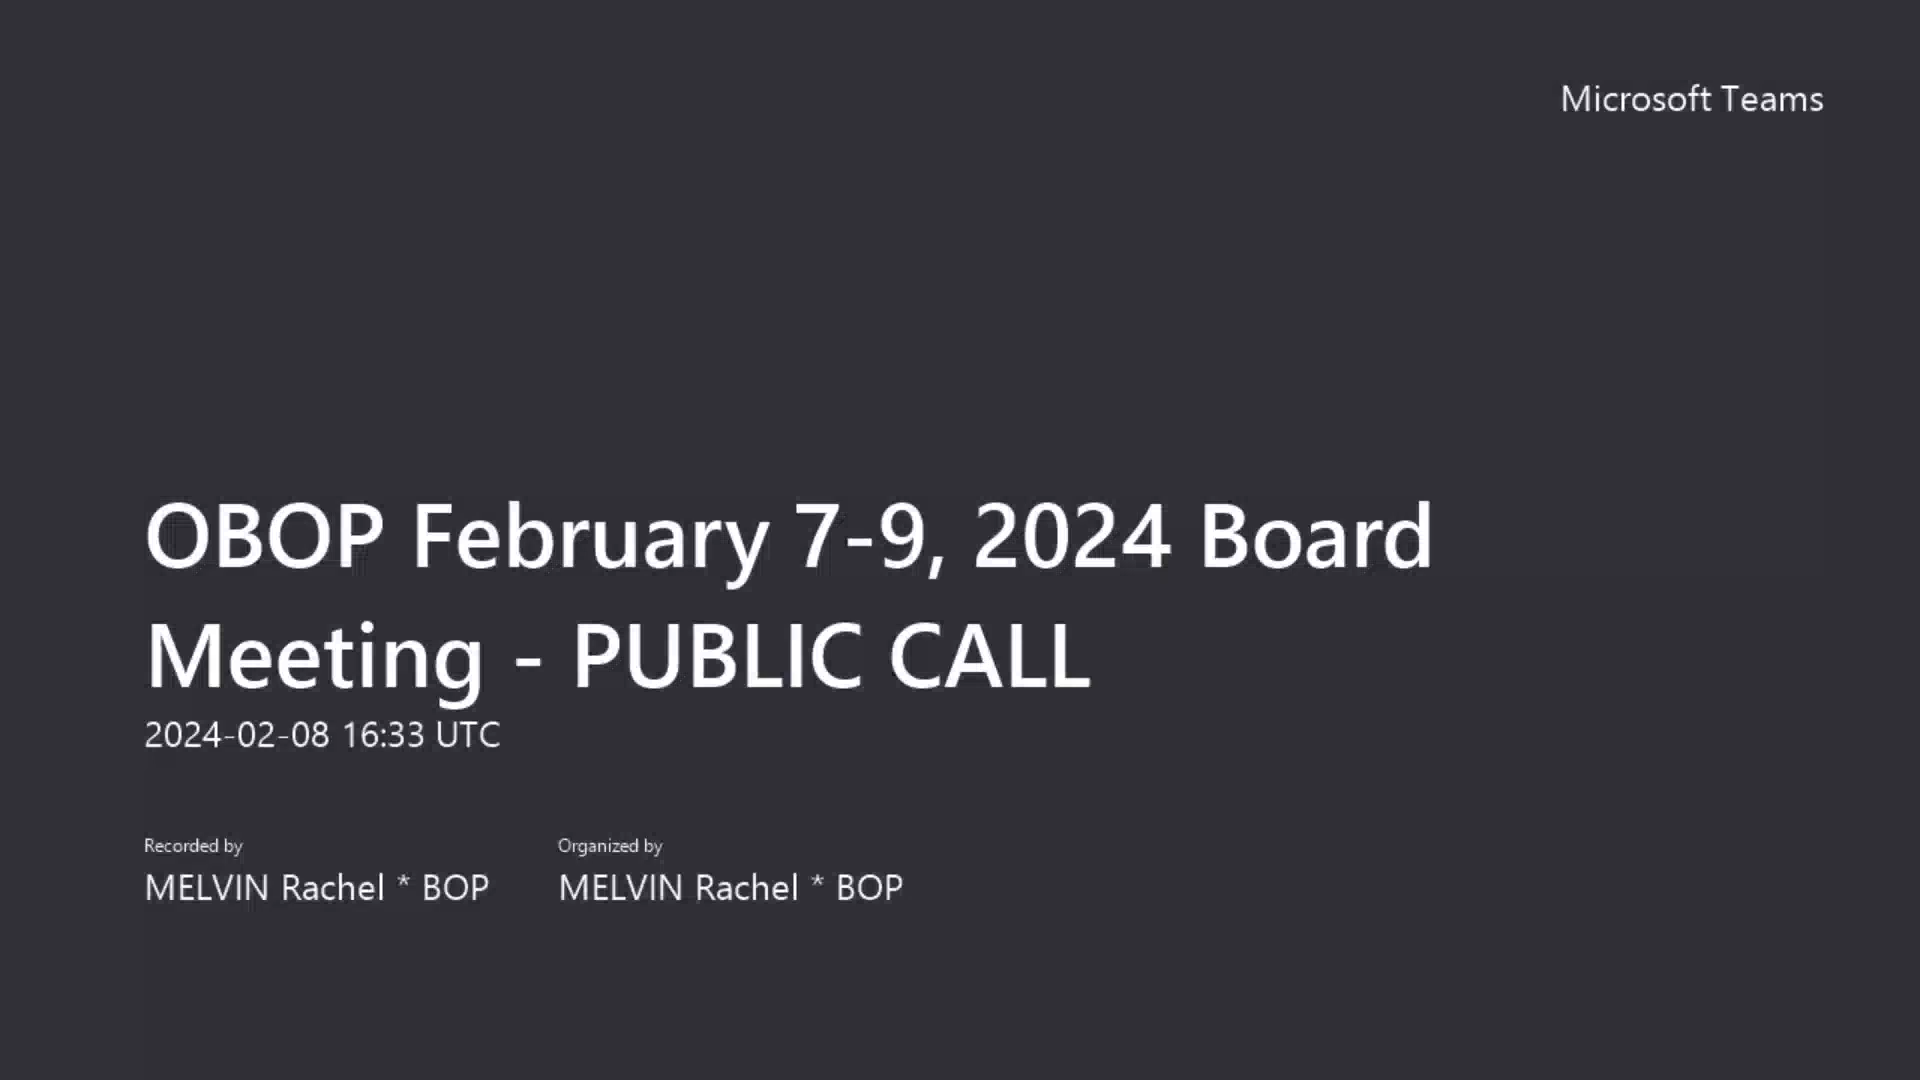 Microsoft Teams
OBOP February 7-9, 2024 Board
Meeting - PUBLIC CALL
2024-02-08 16:33 UTC
Recorded by
MELVIN Rachel * BOP
Organized by
MELVIN Rachel * BOP